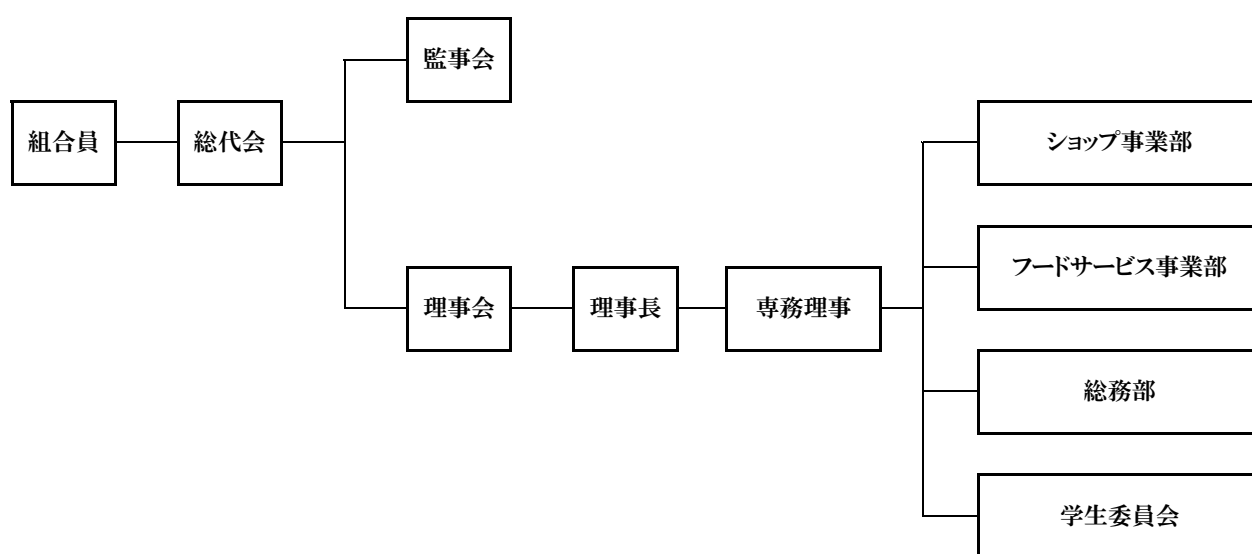 監事会
組合員
総代会
ショップ事業部
フードサービス事業部
理事会
理事長
専務理事
総務部
学生委員会